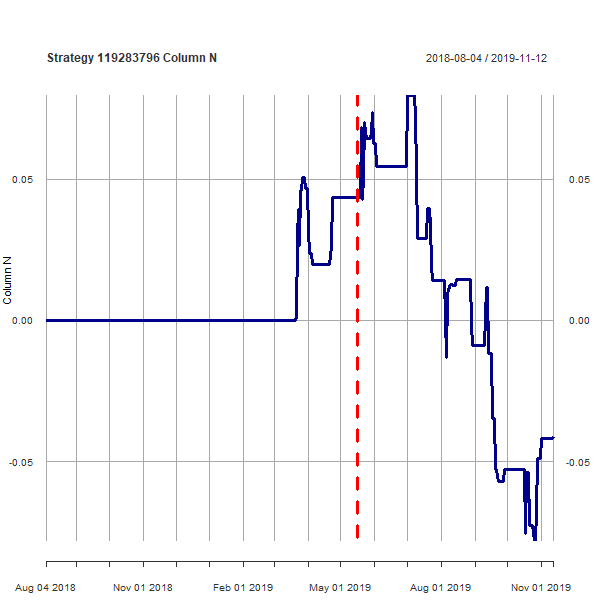 Strategy 119283796 Column N
2018-08-04 / 2019-11-12
0.05
0.05
Column N
0.00
0.00
-0.05
-0.05
Aug 04 2018
Nov 01 2018
Feb 01 2019
May 01 2019
Aug 01 2019
Nov 01 2019